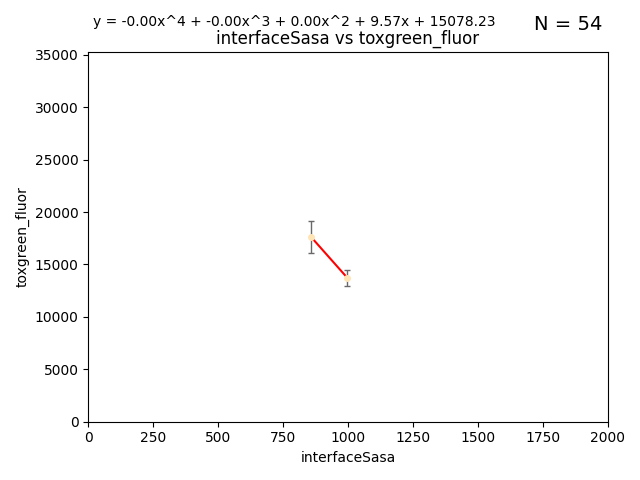 y = -0.00x^4 + -0.00x^3 + 0.00x^2 + 9.57x + 15078.23
N = 54
interfaceSasa vs toxgreen_fluor
35000
30000
25000
20000
15000
10000
5000
0
toxgreen_fluor
0 250 500 750 1000 1250 1500 1750 2000
interfaceSasa